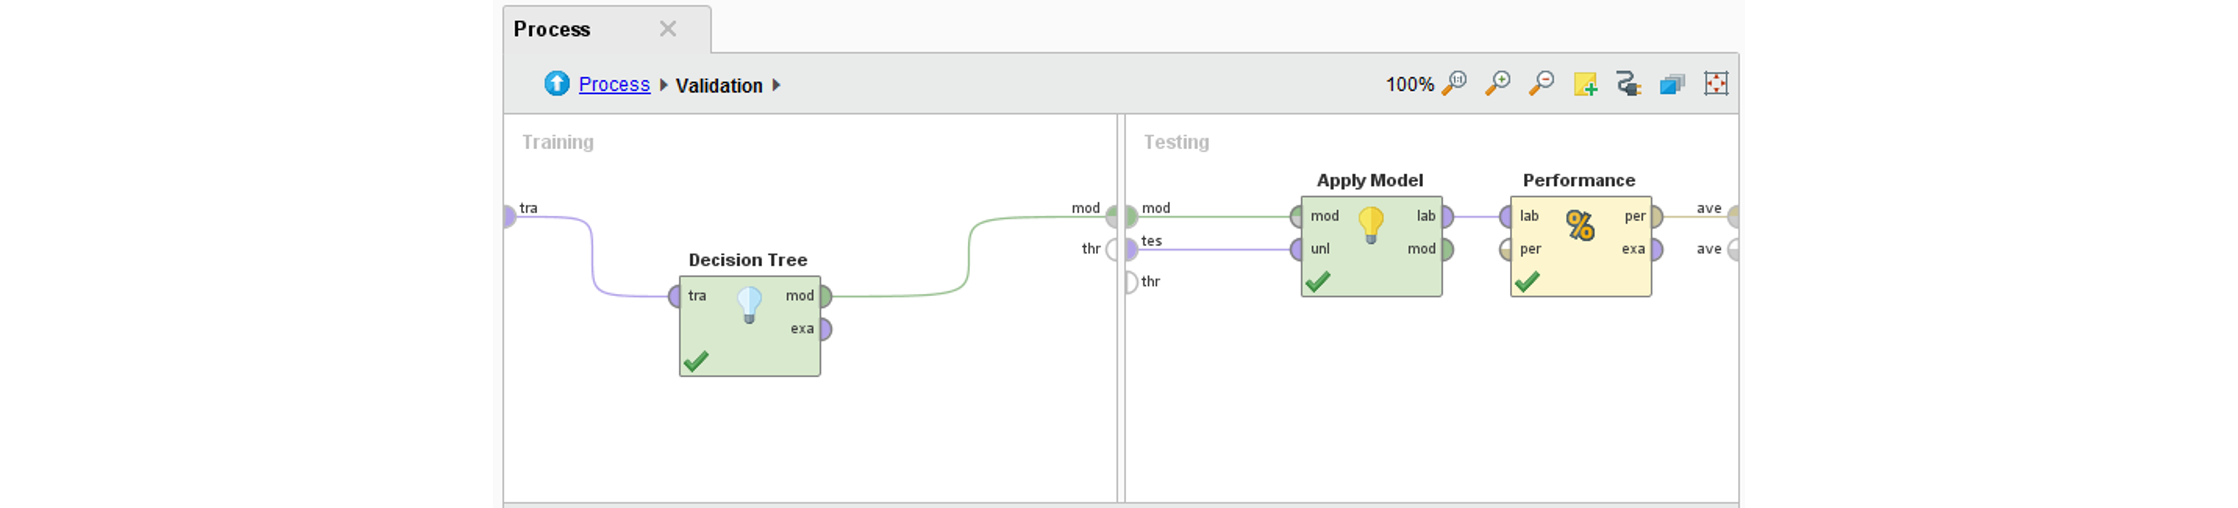 Process
Process Validation
100%
Training
Testing
Apply Model
Performance
tra
mod
mod
mod
lab
lab
per
ave
thr
tes
unl
mod
per
exa
ave
Decision Tree
thr
tra
mod
exa